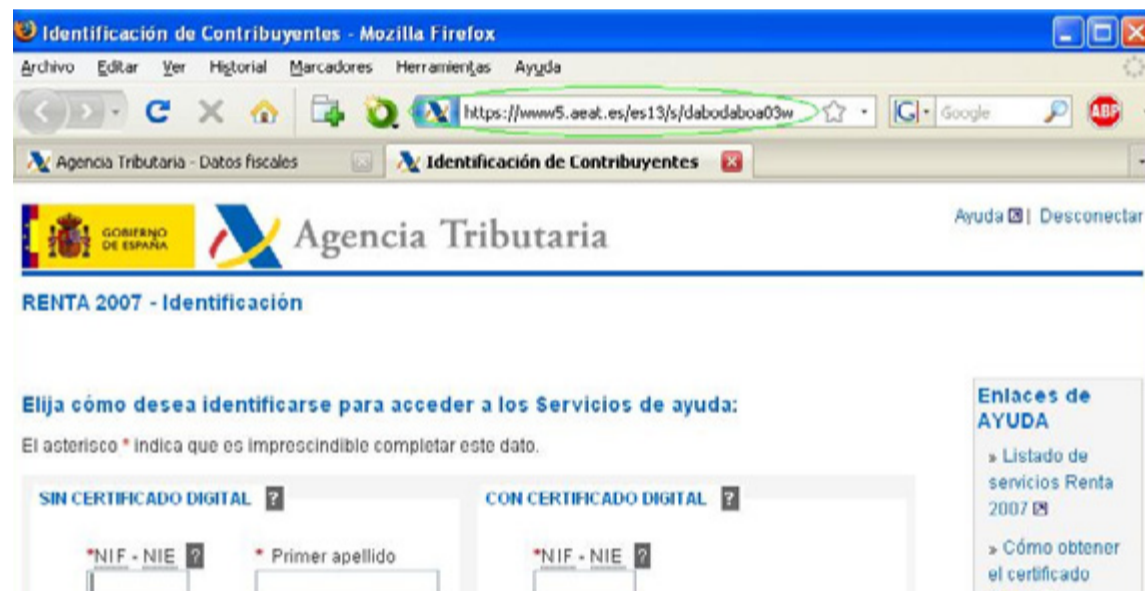 Identificación de Contribuyentes - Mozilla Firefox
Archivo Editar Ver Historial Marcadores Herramientas Ayuda
https://www5.aeat.es/es13/s/dabodaboa03w G Google ABP
Agencia Tributaria - Datos fiscales Identificación de Contribuyentes
GOBIERNO
DE ESPAÑA
Agencia Tributaria
Ayuda | Desconectar
RENTA 2007 - Identificación
Elija cómo desea identificarse para acceder a los Servicios de ayuda:
El asterisco * indica que es imprescindible completar este dato.
SIN CERTIFICADO DIGITAL ?
*NIF - NIE ? * Primer apellido
CON CERTIFICADO DIGITAL ?
*NIF - NIE ?
Enlaces de
AYUDA
» Listado de
servicios Renta
2007
» Cómo obtener
el certificado